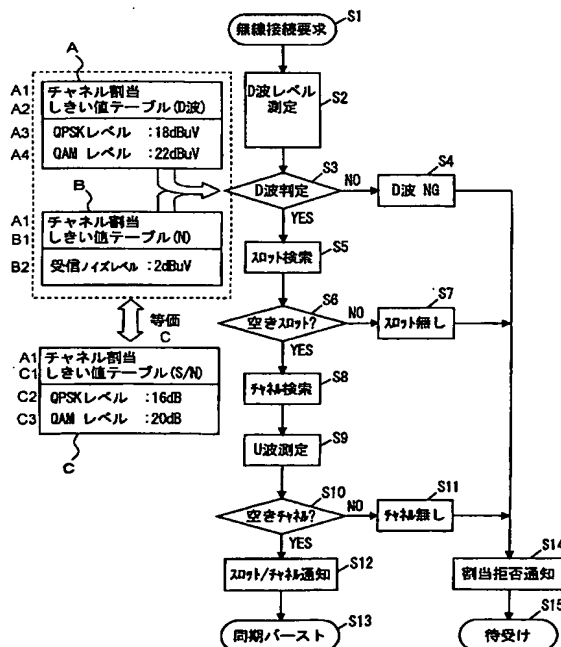 無線接続要求
S1
A
A1 チャネル割当
A2 しきい値テーブル(D波)
A3 QPSKレベル :18dBuV
A4 QAM レベル :22dBuV
D波レベル
測定
S2
B
A1 チャネル割当
B1 しきい値テーブル(N)
B2 受信ノイズレベル :2dBuV
D波判定
S3
NO
YES
D波 NG
S4
スロット検索
S5
等価
C
空きスロット?
S6
NO
YES
スロット無し
S7
A1 チャネル割当
C1 しきい値テーブル(S/N)
C2 QPSKレベル :16dB
C3 QAM レベル :20dB
C
チャネル検索
S8
U波測定
S9
空きチャネル?
S10
NO
YES
チャネル無し
S11
スロット/チャネル通知
S12
割当拒否通知
S14
同期バースト
S13
待受け
S15